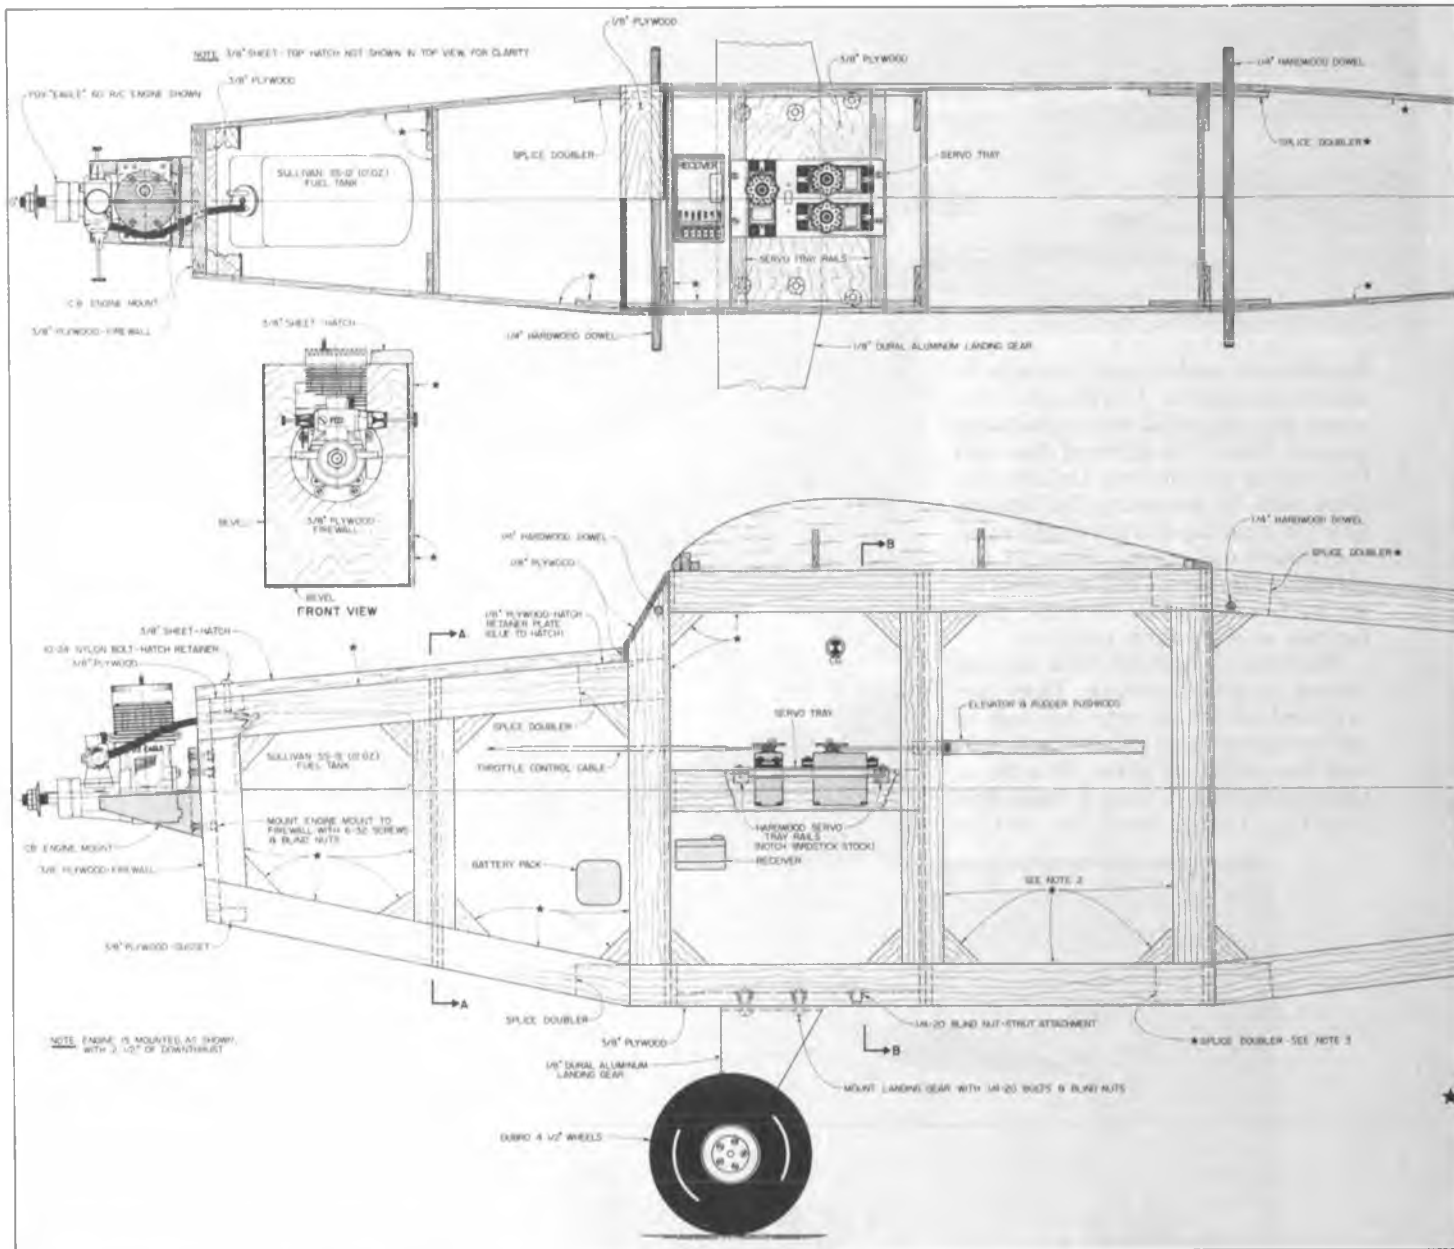 1/8" PLYWOOD
NOTE: 3/8" SHEET-TOP HATCH NOT SHOWN IN TOP VIEW FOR CLARITY
3/8" PLYWOOD
3/8" PLYWOOD
1/4" HARDWOOD DOWEL
"EAGLE" 60 R/C ENGINE SHOWN
SPLICE DOUBLER
RECEIVER
SERVO TRAY
SPLICE DOUBLER ★
SULLIVAN SS-12 (12 OZ)
FUEL TANK
SERVO TRAY RAILS
C.B. ENGINE MOUNT
3/8" PLYWOOD-FIREWALL
3/8" SHEET-HATCH
1/4" HARDWOOD DOWEL
1/8" DURAL ALUMINUM LANDING GEAR
BEVEL
3/8" PLYWOOD
FIREWALL
BEVEL
FRONT VIEW
1/4" HARDWOOD DOWEL
1/8" PLYWOOD
B
1/4" HARDWOOD DOWEL
SPLICE DOUBLER ★
1/8" PLYWOOD-HATCH
RETAINER PLATE
(GLUE TO HATCH)
A
3/8" SHEET-HATCH
10-24 NYLON BOLT-HATCH RETAINER
3/8" PLYWOOD
CG
SPLICE DOUBLER
SERVO TRAY
ELEVATOR & RUDDER PUSHRODS
EAGLE
SULLIVAN SS-12 (12 OZ)
FUEL TANK
THROTTLE CONTROL CABLE
MOUNT ENGINE MOUNT TO
FIREWALL WITH 6-32 SCREWS
& BLIND NUTS
HARDWOOD SERVO
TRAY RAILS
(NOTCH YARDSTICK STOCK)
RECEIVER
CB ENGINE MOUNT
3/8" PLYWOOD-FIREWALL
BATTERY PACK
SEE NOTE 2
3/8" PLYWOOD-GUSSET
A
SPLICE DOUBLER
1/4-20 BLIND NUT-STRUT ATTACHMENT
NOTE: ENGINE IS MOUNTED AS SHOWN,
WITH 2 1/2° OF DOWNTHRUST
3/8" PLYWOOD
B
★ SPLICE DOUBLER-SEE NOTE 3
1/8" DURAL ALUMINUM
LANDING GEAR
MOUNT LANDING GEAR WITH 1/4-20 BOLTS & BLIND NUTS
DUBRO 4 1/2" WHEELS